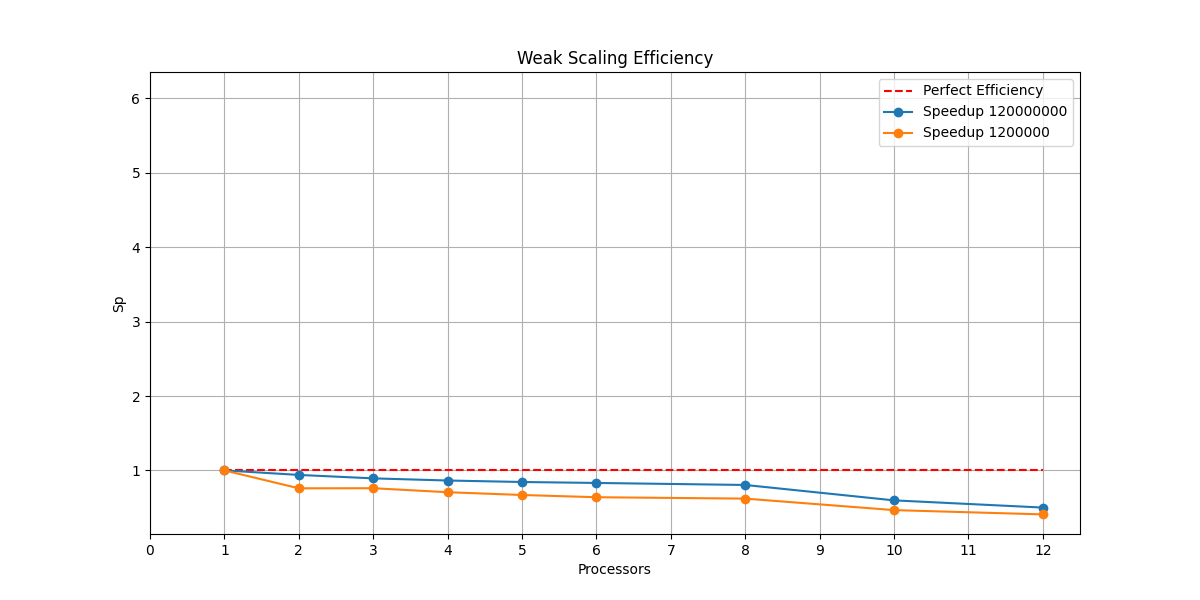 Weak Scaling Efficiency
Perfect Efficiency
Speedup 120000000
Speedup 1200000
6
5
4
3
2
1
Sp
0 1 2 3 4 5 6 7 8 9 10 11 12
Processors